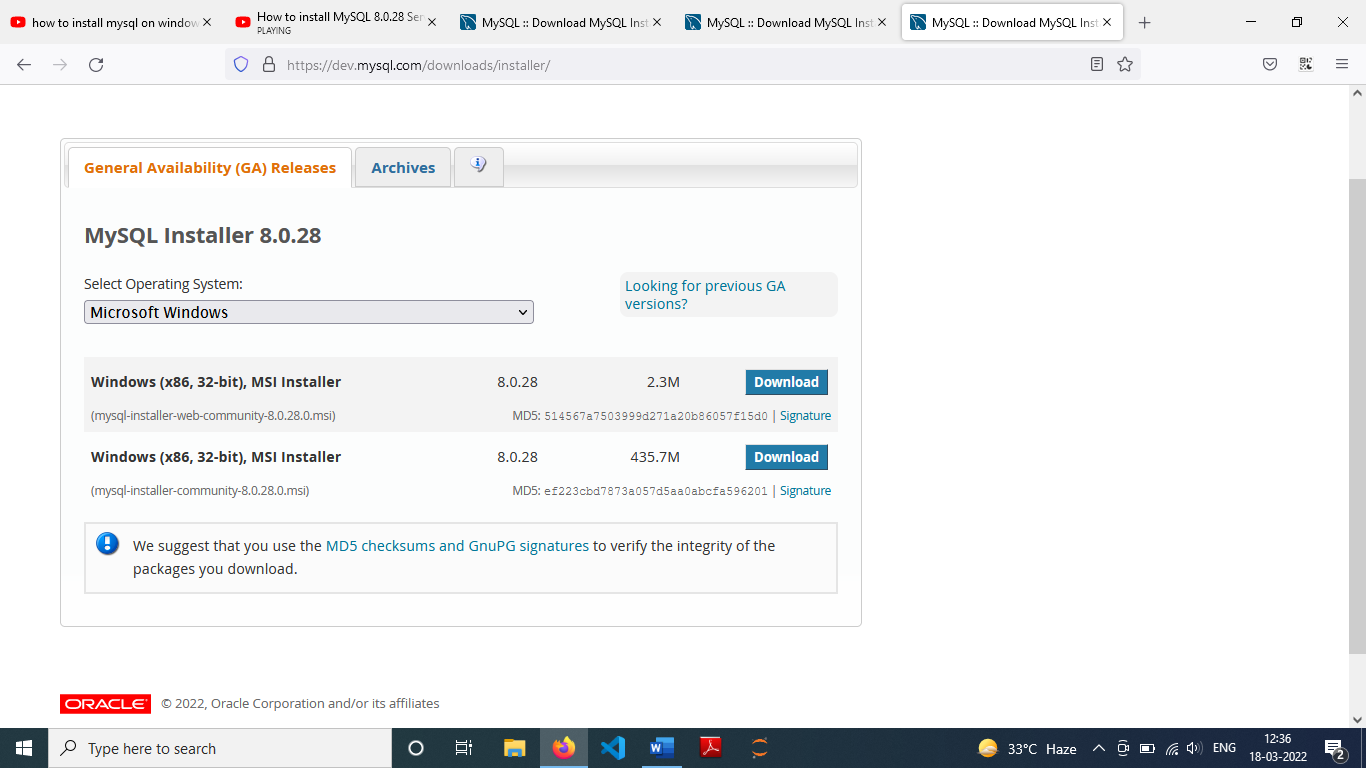 how to install mysql on window
How to install MySQL 8.0.28 Ser
PLAYING
MySQL :: Download MySQL Inst
MySQL :: Download MySQL Inst
MySQL :: Download MySQL Inst
https://dev.mysql.com/downloads/installer/
General Availability (GA) Releases
Archives
MySQL Installer 8.0.28
Select Operating System:
Looking for previous GA
versions?
Microsoft Windows
Windows (x86, 32-bit), MSI Installer 8.0.28 2.3M Download
(mysql-installer-web-community-8.0.28.0.msi) MD5: 514567a7503999d271a20b86057f15d0 | Signature
Windows (x86, 32-bit), MSI Installer 8.0.28 435.7M Download
(mysql-installer-community-8.0.28.0.msi) MD5: ef223cbd7873a057d5aa0abcfa596201 | Signature
We suggest that you use the MD5 checksums and GnuPG signatures to verify the integrity of the
packages you download.
ORACLE © 2022, Oracle Corporation and/or its affiliates
Type here to search
33°C Haze
ENG
12:36
18-03-2022
2